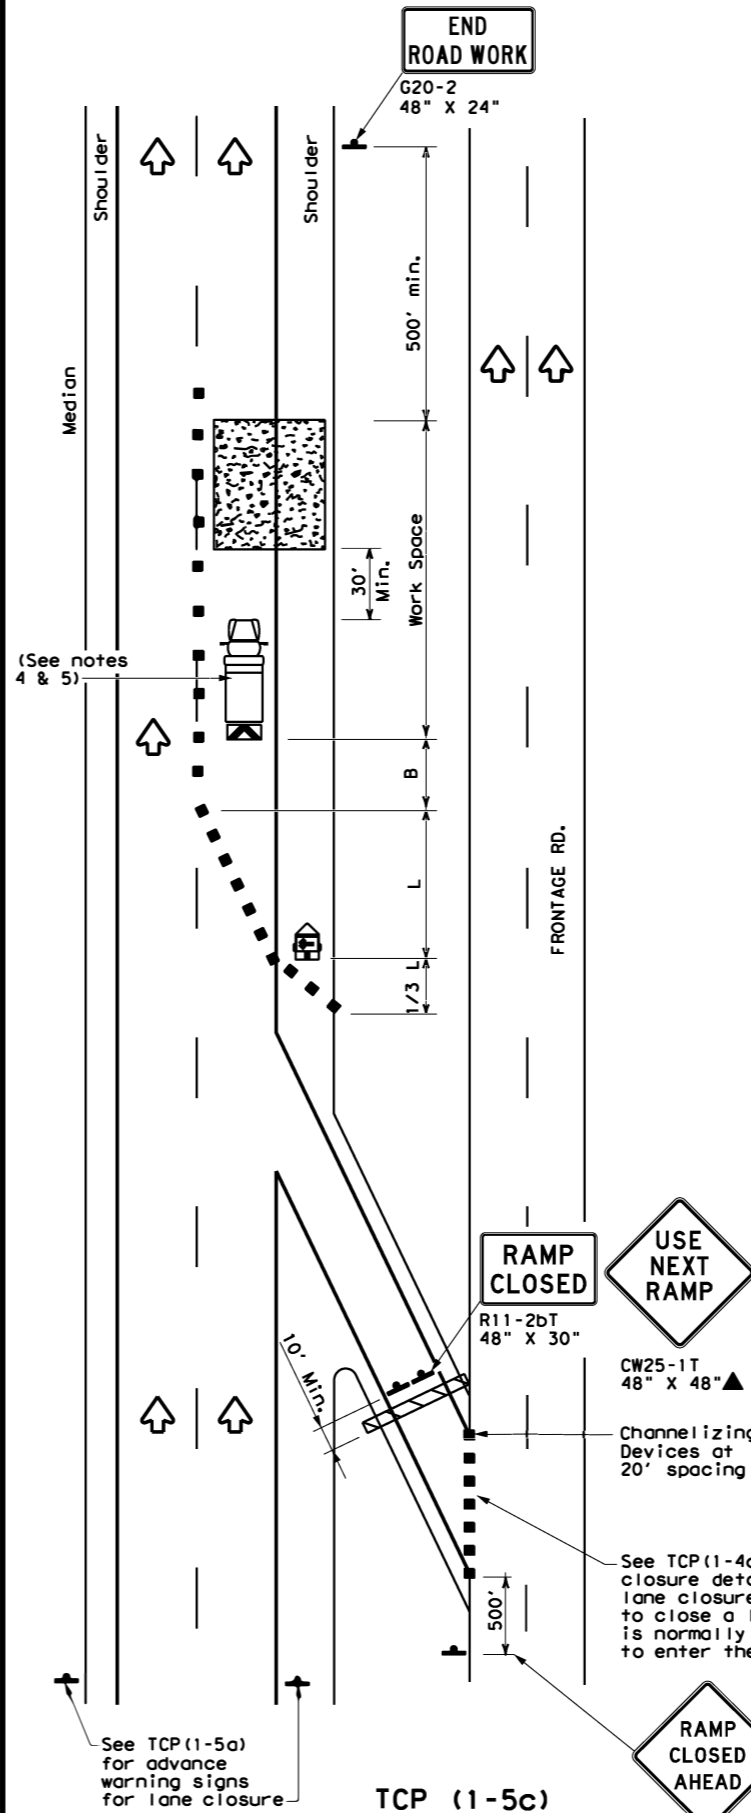 END
ROAD WORK
G20-2
48" X 24"
Shoulder
Shoulder
500' min.
Median
Work Space
30'
Min.
(See notes
4 & 5)
B
L
FRONTAGE RD.
1/3 L
RAMP
CLOSED
R11-2bT
48" X 30"
USE
NEXT
RAMP
CW25-1T
48" X 48"▲
10' Min.
Channelizing
Devices at
20' spacing
See TCP(1-4
closure
lane closure
to close a
is normally
to enter the
500'
RAMP
CLOSED
AHEAD
See TCP(1-5a)
for advance
warning signs
for lane closure
TCP (1-5c)